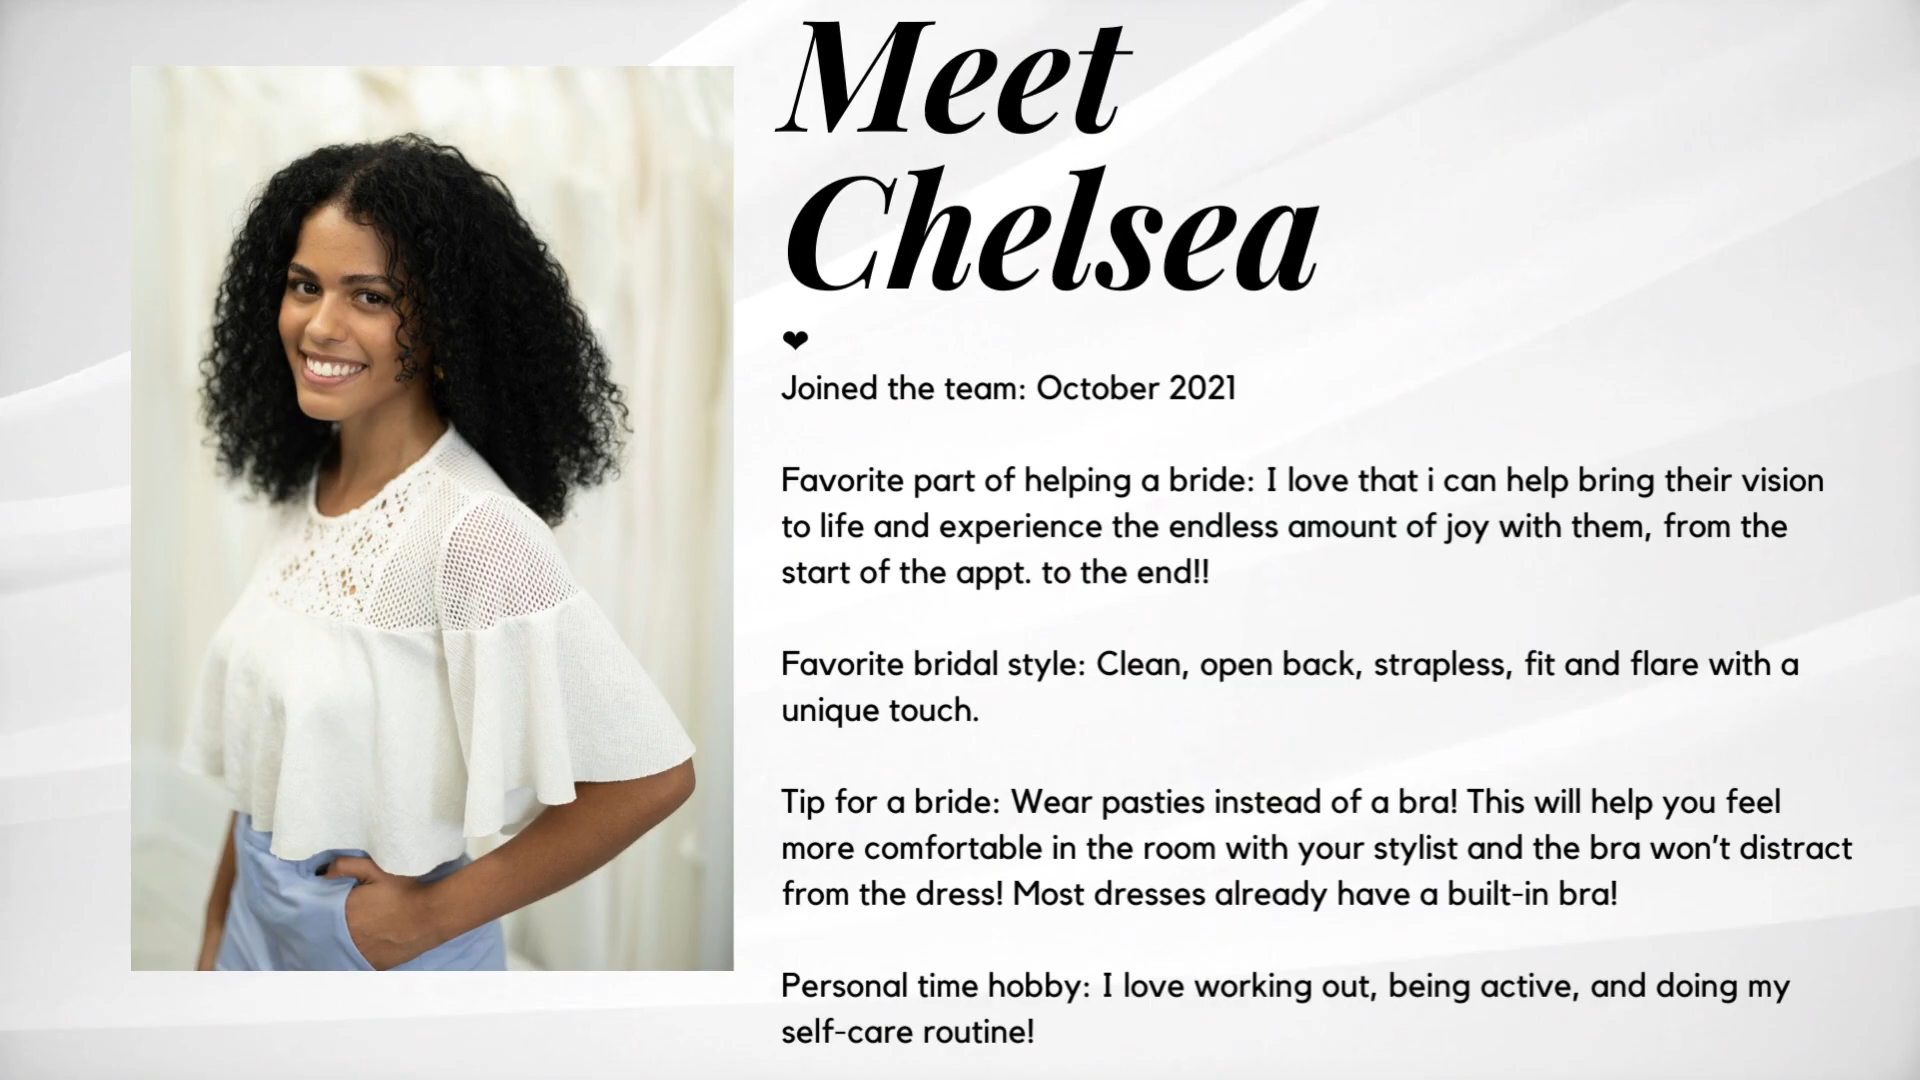 Meet
Chelsea
❤
Joined the team: October 2021
Favorite part of helping a bride: I love that i can help bring their vision
to life and experience the endless amount of joy with them, from the
start of the appt. to the end!!
Favorite bridal style: Clean, open back, strapless, fit and flare with a
unique touch.
Tip for a bride: Wear pasties instead of a bra! This will help you feel
more comfortable in the room with your stylist and the bra won’t distract
from the dress! Most dresses already have a built-in bra!
Personal time hobby: I love working out, being active, and doing my
self-care routine!